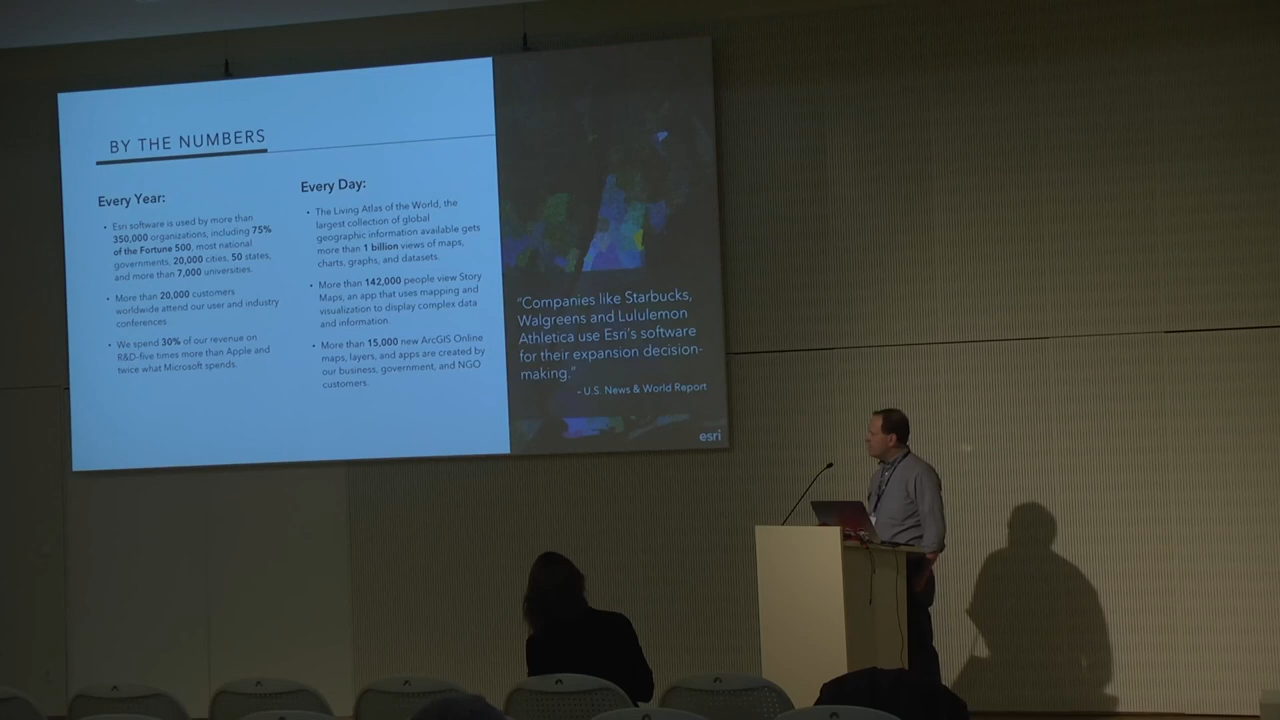 BY THE NUMBERS
Every Year:
• Esri software is used by more than
350,000 organizations, including 75%
of the Fortune 500, most national
governments, 20,000 cities, 50 states,
and more than 7,000 universities.
• More than 20,000 customers
worldwide attend our user and industry
conferences
• We spend 30% of our revenue on
R&D-five times more than Apple and
twice what Microsoft spends.
Every Day:
• The Living Atlas of the World, the
largest collection of global
geographic information available gets
more than 1 billion views of maps,
charts, graphs, and datasets.
• More than 142,000 people view Story
Maps, an app that uses mapping and
visualization to display complex data
and information.
• More than 15,000 new ArcGIS Online
maps, layers, and apps are created by
our business, government, and NGO
customers.
"Companies like Starbucks,
Walgreens and Lululemon
Athletica use Esri's software
for their expansion decision-
making."
– U.S. News & World Report
esri